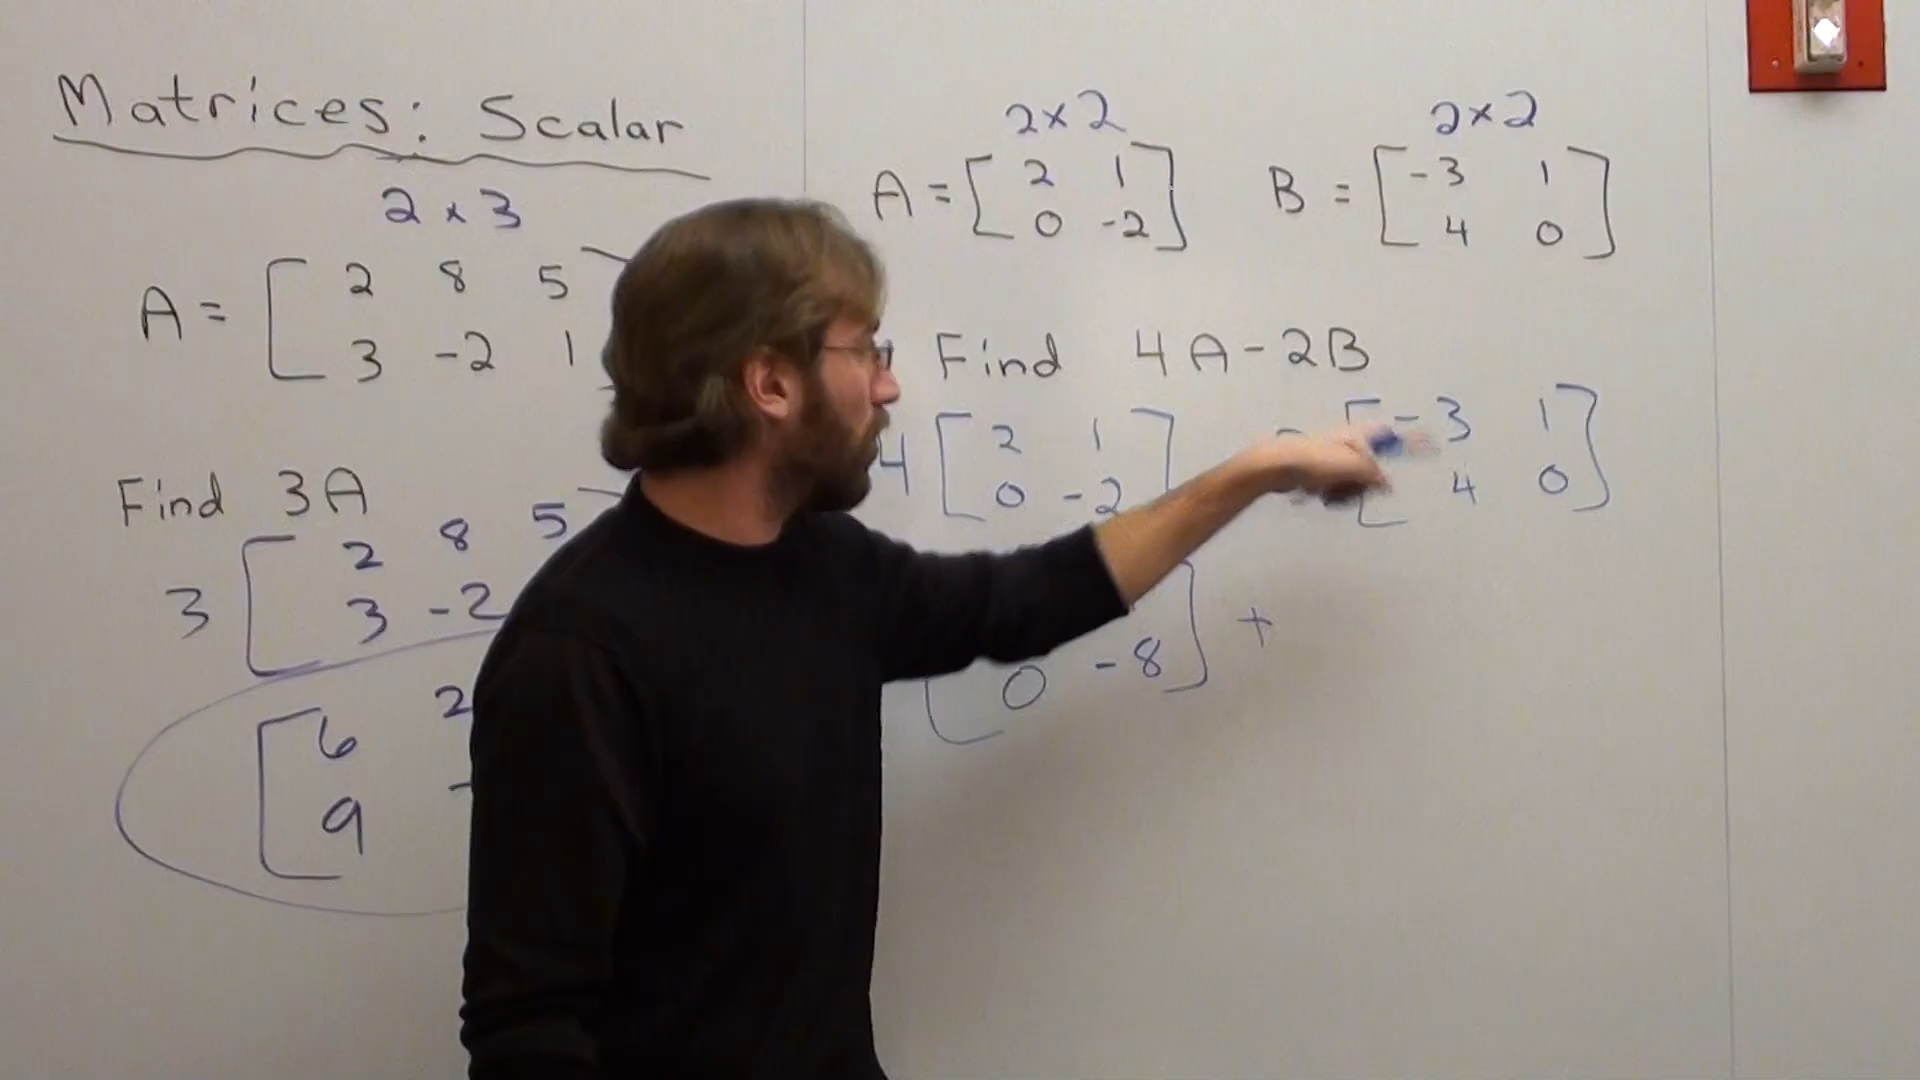 Matrices: Scalar
2 x 3
A = [ 2 8 5
3 -2 1
Find 3A
3 [ 2 8 5
3 -2
[ 6 2
9 -
2x2
A = [ 2 1 ]
0 -2
2x2
B = [ -3 1 ]
4 0
Find 4A-2B
4 [ 2 1 ] [ -3 1 ]
0 -2 4 0
0 -8 ] +